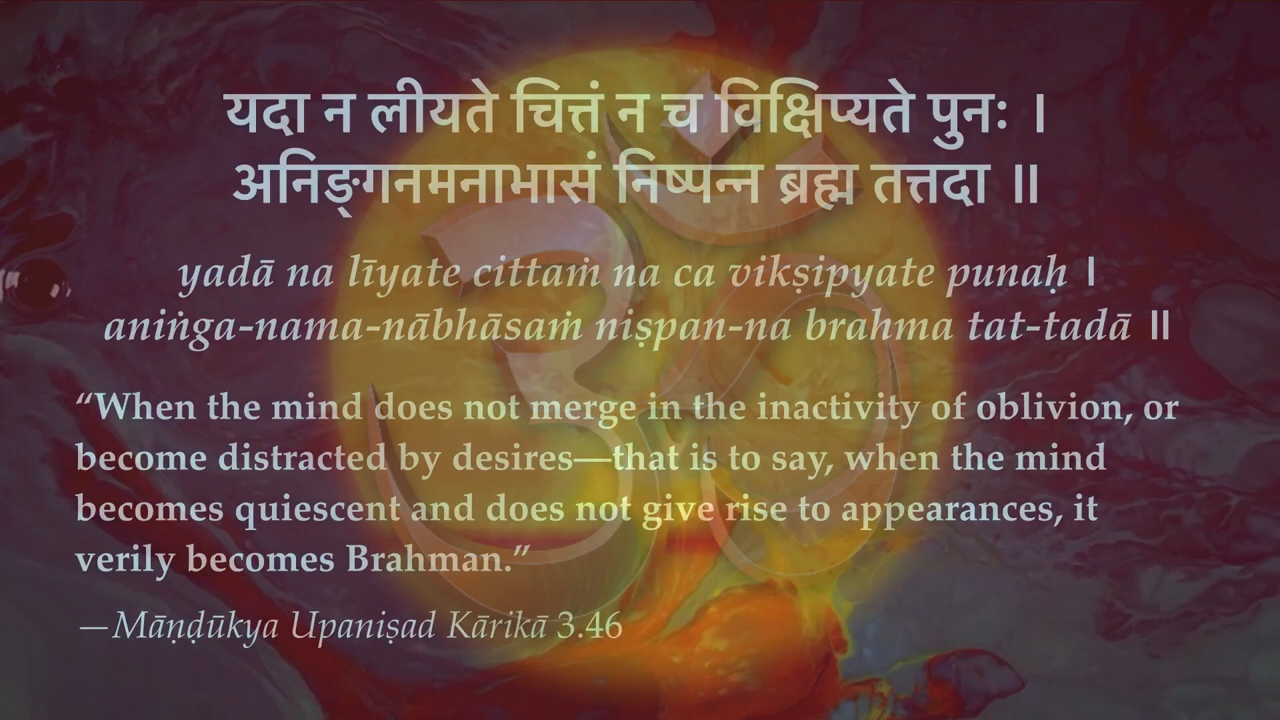 यदा न लीयते चित्तं न च विक्षिप्यते पुनः ।
अनिङ्गनमनाभासं निष्पन्न ब्रह्म तत्तदा ॥
yadā na līyate cittaṁ na ca vikṣipyate punaḥ ।
aniṅga-nama-nābhāsaṁ niṣpan-na brahma tat-tadā ॥
“When the mind does not merge in the inactivity of oblivion, or
become distracted by desires—that is to say, when the mind
becomes quiescent and does not give rise to appearances, it
verily becomes Brahman.”
—Māṇḍūkya Upaniṣad Kārikā 3.46